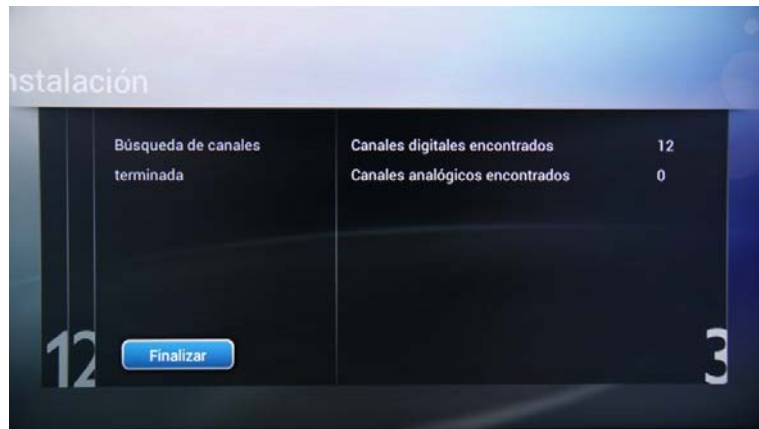 nstalación
Búsqueda de canales
terminada
Canales digitales encontrados 12
Canales analógicos encontrados 0
Finalizar
12
3